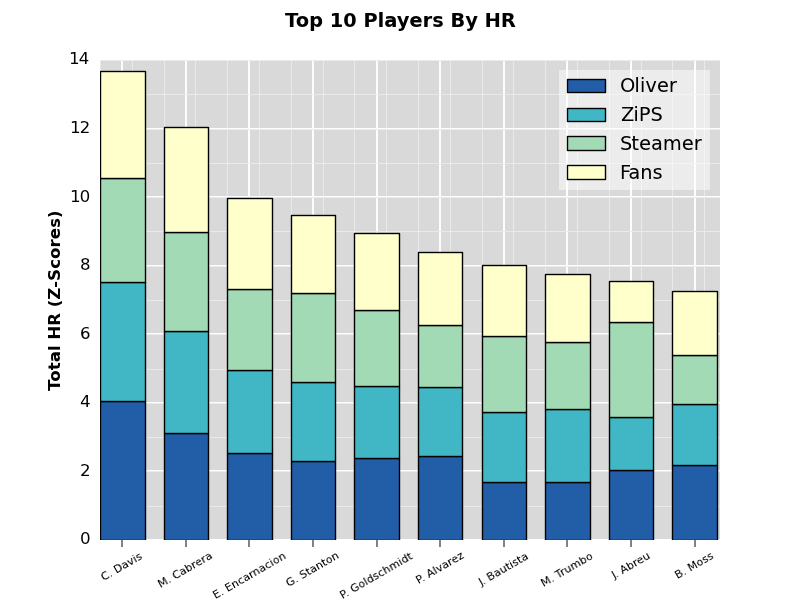 Top 10 Players By HR
Total HR (Z-Scores)
14
12
10
8
6
4
2
0
Oliver
ZiPS
Steamer
Fans
C. Davis
M. Cabrera
E. Encarnacion
G. Stanton
P. Goldschmidt
P. Alvarez
J. Bautista
M. Trumbo
J. Abreu
B. Moss